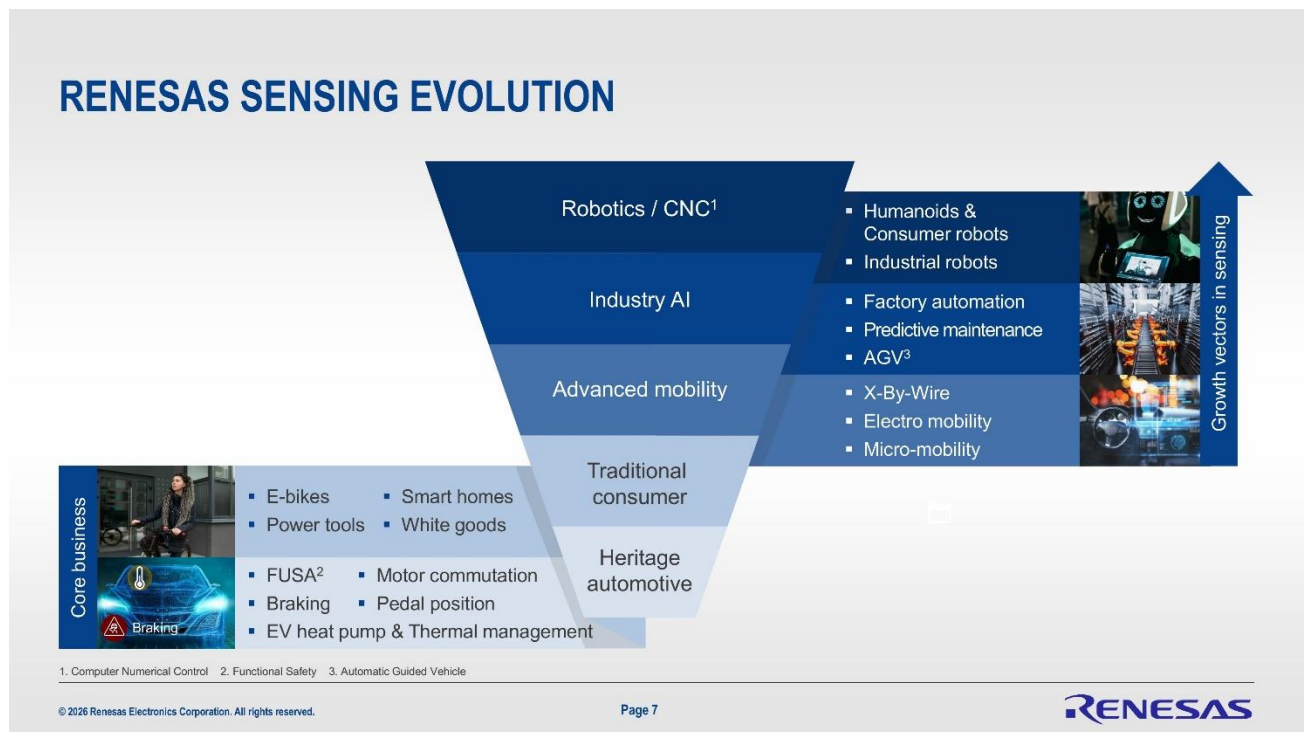 RENESAS SENSING EVOLUTION
Robotics / CNC¹
▪ Humanoids &
Consumer robots
▪ Industrial robots
Industry AI
▪ Factory automation
▪ Predictive maintenance
▪ AGV³
Advanced mobility
▪ X-By-Wire
▪ Electro mobility
▪ Micro-mobility
Growth vectors in sensing
Traditional
consumer
Heritage
automotive
Core business
▪ E-bikes ▪ Smart homes
▪ Power tools ▪ White goods
Braking
▪ FUSA² ▪ Motor commutation
▪ Braking ▪ Pedal position
▪ EV heat pump & Thermal management
1. Computer Numerical Control 2. Functional Safety 3. Automatic Guided Vehicle
© 2026 Renesas Electronics Corporation. All rights reserved.
Page 7
RENESAS